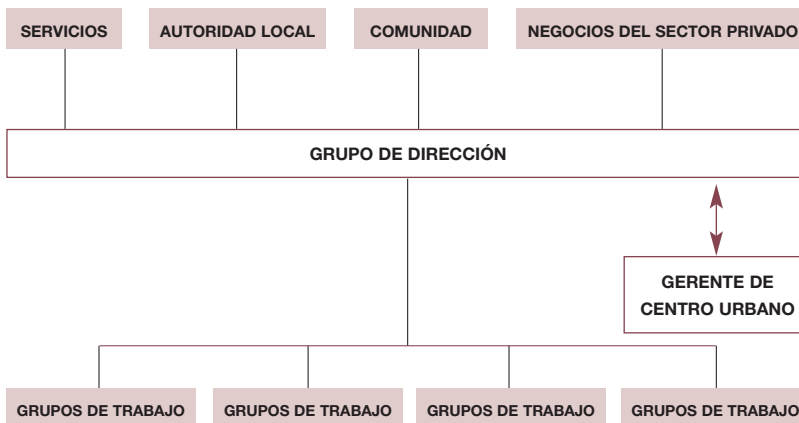 SERVICIOS
AUTORIDAD LOCAL
COMUNIDAD
NEGOCIOS DEL SECTOR PRIVADO
GRUPO DE DIRECCIÓN
GERENTE DE
CENTRO URBANO
GRUPOS DE TRABAJO
GRUPOS DE TRABAJO
GRUPOS DE TRABAJO
GRUPOS DE TRABAJO